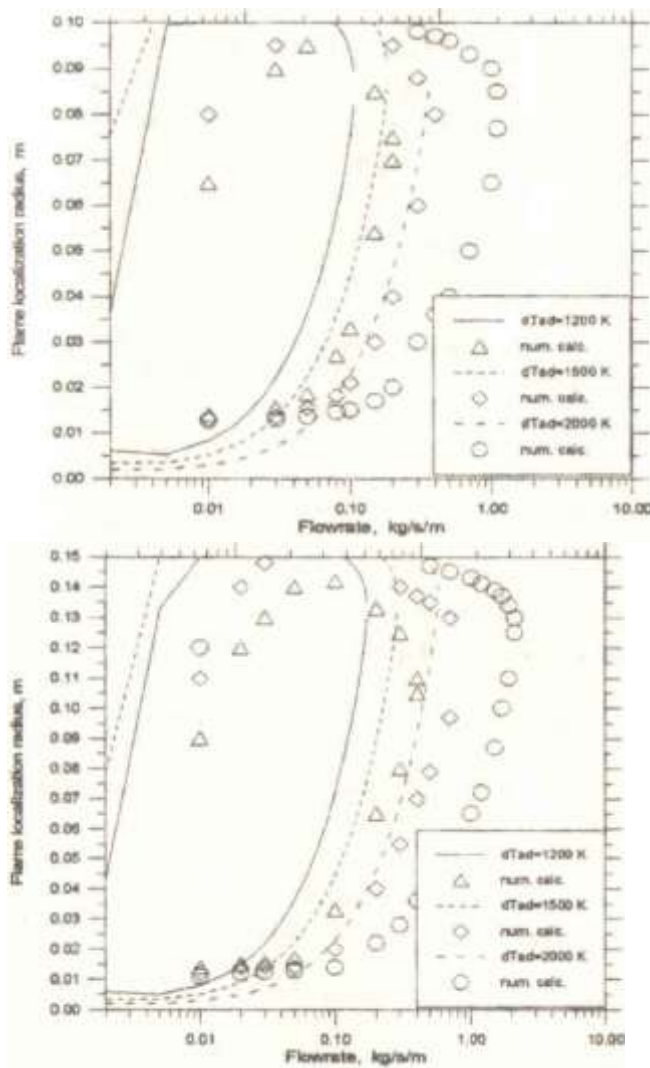 0.10
0.09
0.08
0.07
0.06
0.05
0.04
0.03
0.02
0.01
0.00
Flame localization radius, m
0.01
0.10
1.00
10.00
Flowrate, kg/s/m
dTad=1200 K
num. calc.
dTad=1500 K
num. calc.
dTad=2000 K
num. calc.
0.15
0.14
0.13
0.12
0.11
0.10
0.09
0.08
0.07
0.06
0.05
0.04
0.03
0.02
0.01
0.00
Flame localization radius, m
0.01
0.10
1.00
10.00
Flowrate, kg/s/m
dTad=1200 K
num. calc.
dTad=1500 K
num. calc.
dTad=2000 K
num. calc.